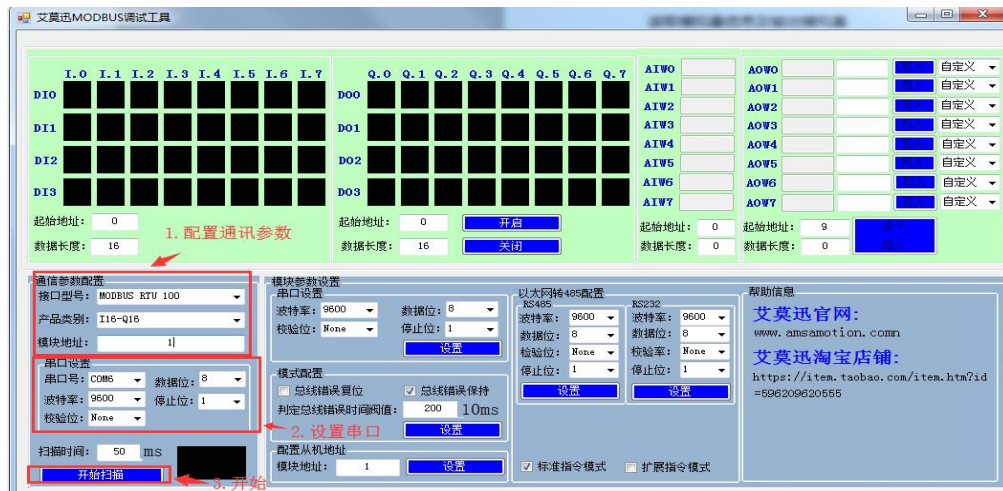 艾莫迅MODBUS调试工具
I.0 I.1 I.2 I.3 I.4 I.5 I.6 I.7
DI0
DI1
DI2
DI3
起始地址: 0
数据长度: 16
1.配置通讯参数
Q.0 Q.1 Q.2 Q.3 Q.4 Q.5 Q.6 Q.7
DO0
DO1
DO2
DO3
起始地址: 0 开启
数据长度: 16 关闭
AIW0
AIW1
AIW2
AIW3
AIW4
AIW5
AIW6
AIW7
起始地址: 0
数据长度: 0
AOW0 自定义
AOW1 自定义
AOW2 自定义
AOW3 自定义
AOW4 自定义
AOW5 自定义
AOW6 自定义
AOW7 自定义
起始地址: 9
数据长度: 0
通信参数配置
接口型号: MODBUS RTU 100
产品类别: I16-Q16
模块地址: 1
串口设置
串口号: COM6 数据位: 8
波特率: 9600 停止位: 1
校验位: None
2.设置串口
扫描时间: 50 ms
开始扫描
3.开始
模块参数设置
串口设置
波特率: 9600 数据位: 8
校验位: None 停止位: 1
设置
模式配置
总线错误复位 总线错误保持
判定总线错误时间阀值: 200 10ms
设置
配置从机地址
模块地址: 1 设置
以太网转485配置
RS485
波特率: 9600
数据位: 8
检验位: None
停止位: 1
设置
RS232
波特率: 9600
数据位: 8
校验率: None
停止位: 1
设置
标准指令模式 扩展指令模式
帮助信息
艾莫迅官网:
www.amsamotion.comn
艾莫迅淘宝店铺:
https://item.taobao.com/item.htm?id
=596209620555